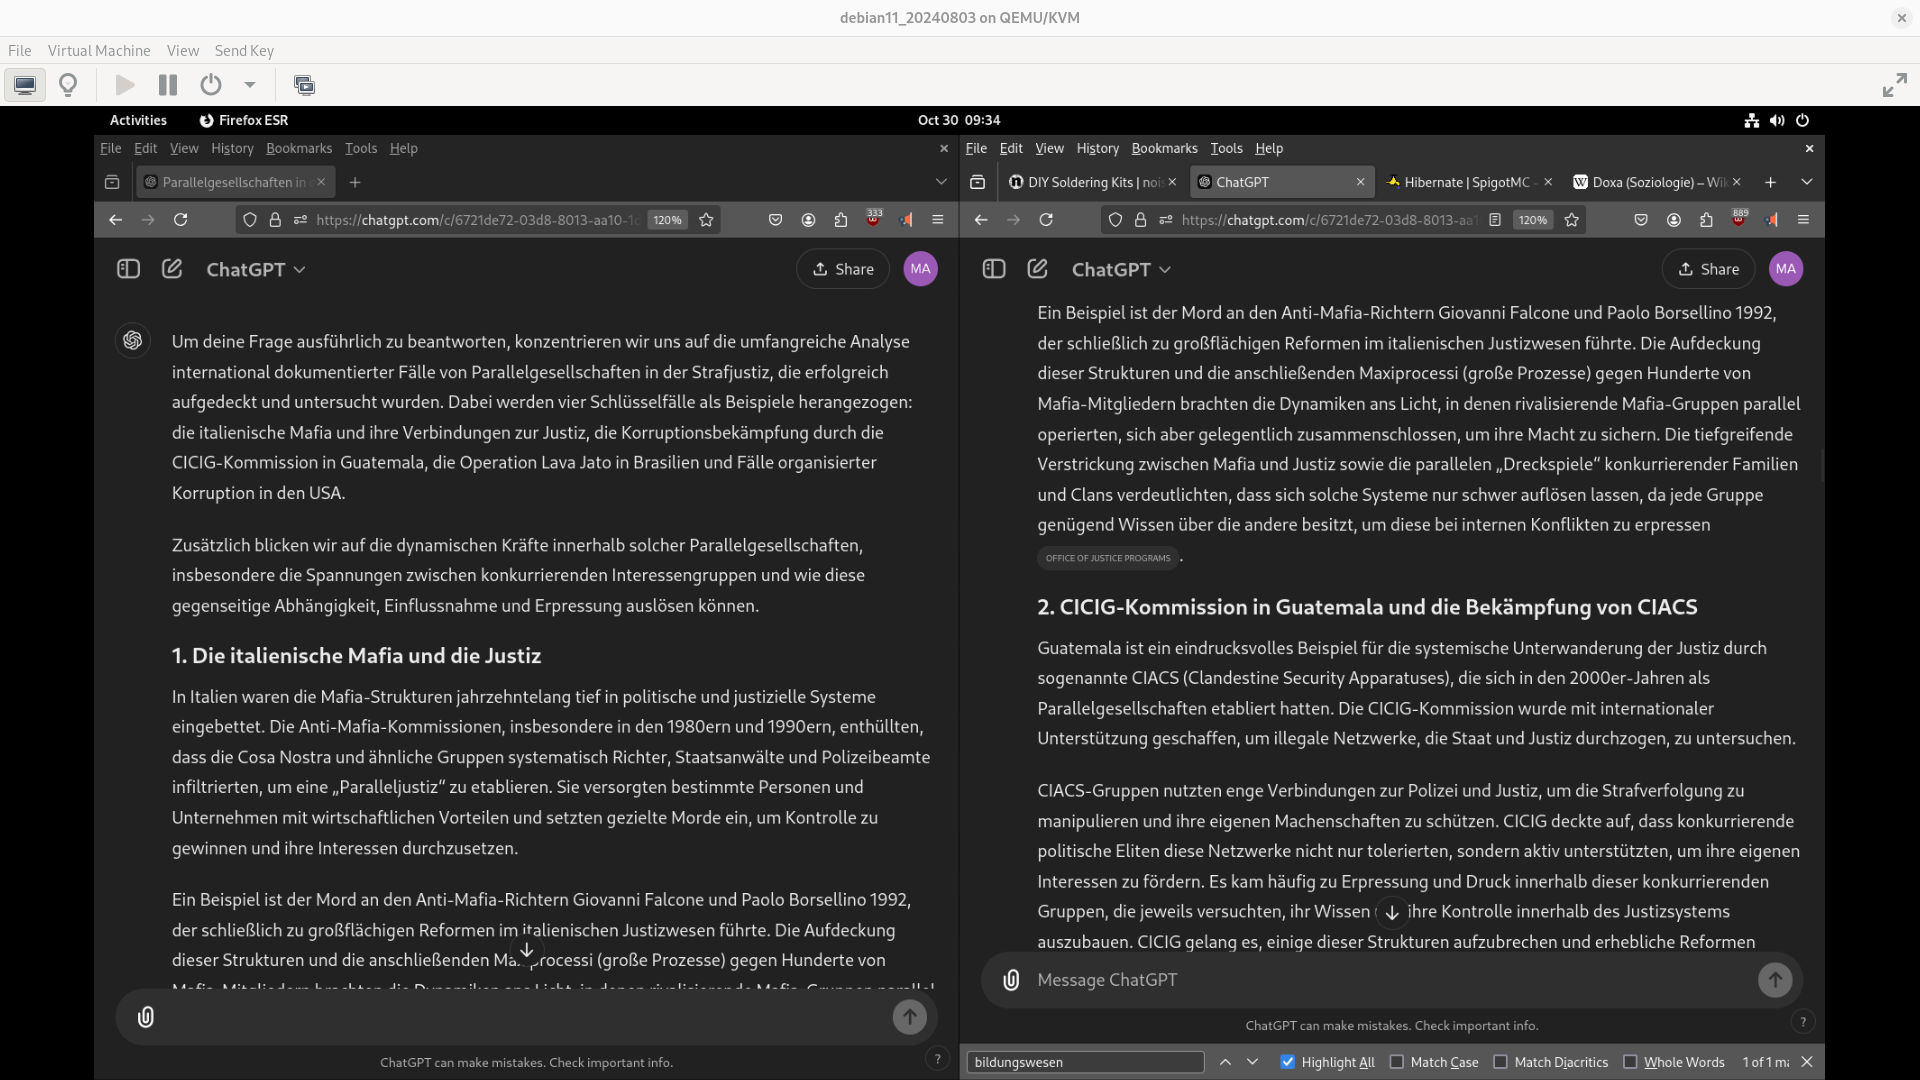 debian11_20240803 on QEMU/KVM
File Virtual Machine View Send Key
Activities Firefox ESR Oct 30 09:34
File Edit View History Bookmarks Tools Help
Parallelgesellschaften in
https://chatgpt.com/c/6721de72-03d8-8013-aa10-1 120% 333
ChatGPT Share MA
Um deine Frage ausführlich zu beantworten, konzentrieren wir uns auf die umfangreiche Analyse
international dokumentierter Fälle von Parallelgesellschaften in der Strafjustiz, die erfolgreich
aufgedeckt und untersucht wurden. Dabei werden vier Schlüsselfälle als Beispiele herangezogen:
die italienische Mafia und ihre Verbindungen zur Justiz, die Korruptionsbekämpfung durch die
CICIG-Kommission in Guatemala, die Operation Lava Jato in Brasilien und Fälle organisierter
Korruption in den USA.
Zusätzlich blicken wir auf die dynamischen Kräfte innerhalb solcher Parallelgesellschaften,
insbesondere die Spannungen zwischen konkurrierenden Interessengruppen und wie diese
gegenseitige Abhängigkeit, Einflussnahme und Erpressung auslösen können.
1. Die italienische Mafia und die Justiz
In Italien waren die Mafia-Strukturen jahrzehntelang tief in politische und justizielle Systeme
eingebettet. Die Anti-Mafia-Kommissionen, insbesondere in den 1980ern und 1990ern, enthüllten,
dass die Cosa Nostra und ähnliche Gruppen systematisch Richter, Staatsanwälte und Polizeibeamte
infiltrierten, um eine „Paralleljustiz“ zu etablieren. Sie versorgten bestimmte Personen und
Unternehmen mit wirtschaftlichen Vorteilen und setzten gezielte Morde ein, um Kontrolle zu
gewinnen und ihre Interessen durchzusetzen.
Ein Beispiel ist der Mord an den Anti-Mafia-Richtern Giovanni Falcone und Paolo Borsellino 1992,
der schließlich zu großflächigen Reformen im italienischen Justizwesen führte. Die Aufdeckung
dieser Strukturen und die anschließenden Maxiprocessi (große Prozesse) gegen Hunderte von
Mafia-Mitgliedern brachten die Dynamiken ans Licht, in denen rivalisierende Mafia-Gruppen parallel
ChatGPT can make mistakes. Check important info. ?
File Edit View History Bookmarks Tools Help
DIY Soldering Kits | nois ChatGPT Hibernate | SpigotMC - Doxa (Soziologie) – Wik
https://chatgpt.com/c/6721de72-03d8-8013-aa1 120% 889
ChatGPT Share MA
Ein Beispiel ist der Mord an den Anti-Mafia-Richtern Giovanni Falcone und Paolo Borsellino 1992,
der schließlich zu großflächigen Reformen im italienischen Justizwesen führte. Die Aufdeckung
dieser Strukturen und die anschließenden Maxiprocessi (große Prozesse) gegen Hunderte von
Mafia-Mitgliedern brachten die Dynamiken ans Licht, in denen rivalisierende Mafia-Gruppen parallel
operierten, sich aber gelegentlich zusammenschlossen, um ihre Macht zu sichern. Die tiefgreifende
Verstrickung zwischen Mafia und Justiz sowie die parallelen „Dreckspiele“ konkurrierender Familien
und Clans verdeutlichten, dass sich solche Systeme nur schwer auflösen lassen, da jede Gruppe
genügend Wissen über die andere besitzt, um diese bei internen Konflikten zu erpressen
OFFICE OF JUSTICE PROGRAMS .
2. CICIG-Kommission in Guatemala und die Bekämpfung von CIACS
Guatemala ist ein eindrucksvolles Beispiel für die systemische Unterwanderung der Justiz durch
sogenannte CIACS (Clandestine Security Apparatuses), die sich in den 2000er-Jahren als
Parallelgesellschaften etabliert hatten. Die CICIG-Kommission wurde mit internationaler
Unterstützung geschaffen, um illegale Netzwerke, die Staat und Justiz durchzogen, zu untersuchen.
CIACS-Gruppen nutzten enge Verbindungen zur Polizei und Justiz, um die Strafverfolgung zu
manipulieren und ihre eigenen Machenschaften zu schützen. CICIG deckte auf, dass konkurrierende
politische Eliten diese Netzwerke nicht nur tolerierten, sondern aktiv unterstützten, um ihre eigenen
Interessen zu fördern. Es kam häufig zu Erpressung und Druck innerhalb dieser konkurrierenden
Gruppen, die jeweils versuchten, ihr Wissen ihre Kontrolle innerhalb des Justizsystems
auszubauen. CICIG gelang es, einige dieser Strukturen aufzubrechen und erhebliche Reformen
Message ChatGPT
ChatGPT can make mistakes. Check important info. ?
bildungswesen Highlight All Match Case Match Diacritics Whole Words 1 of 1 ma